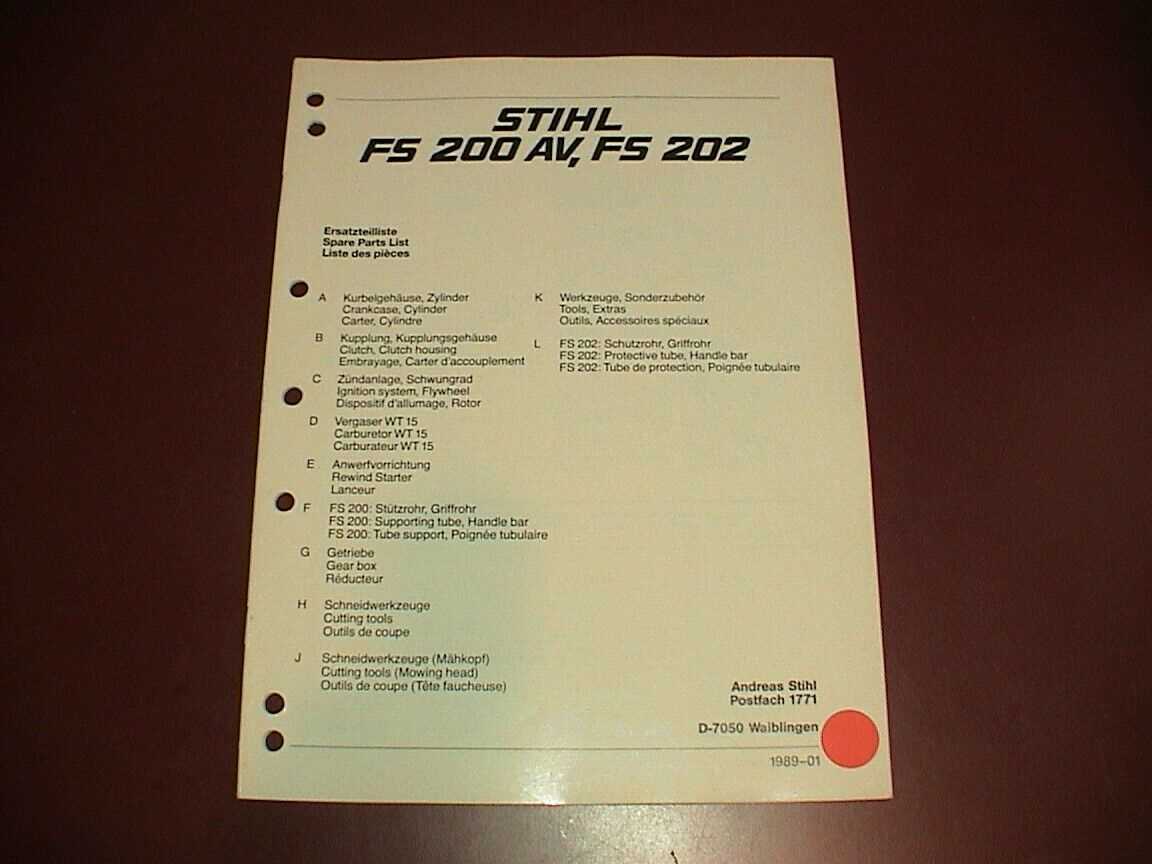 STIHL
FS 200 AV, FS 202
Ersatzteilliste
Spare Parts List
Liste des pièces
A Kurbelgehäuse, Zylinder
Crankcase, Cylinder
Carter, Cylindre
B Kupplung, Kupplungsgehäuse
Clutch, Clutch housing
Embrayage, Carter d'accouplement
C Zündanlage, Schwungrad
Ignition system, Flywheel
Dispositif d'allumage, Rotor
D Vergaser WT 15
Carburetor WT 15
Carburateur WT 15
E Anwerfvorrichtung
Rewind Starter
Lanceur
F FS 200: Stützrohr, Griffrohr
FS 200: Supporting tube, Handle bar
FS 200: Tube support, Poignée tubulaire
G Getriebe
Gear box
Réducteur
H Schneidwerkzeuge
Cutting tools
Outils de coupe
J Schneidwerkzeuge (Mähkopf)
Cutting tools (Mowing head)
Outils de coupe (Tête faucheuse)
K Werkzeuge, Sonderzubehör
Tools, Extras
Outils, Accessoires spéciaux
L FS 202: Schutzrohr, Griffrohr
FS 202: Protective tube, Handle bar
FS 202: Tube de protection, Poignée tubulaire
Andreas Stihl
Postfach 1771
D-7050 Waiblingen
1989-01